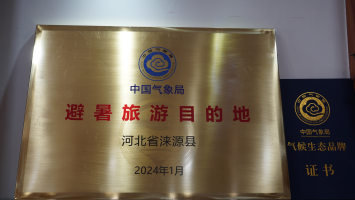 中国气象局
避暑旅游目的地
河北省涞源县
2024年1月
中国气象局
气候生态品牌
证书